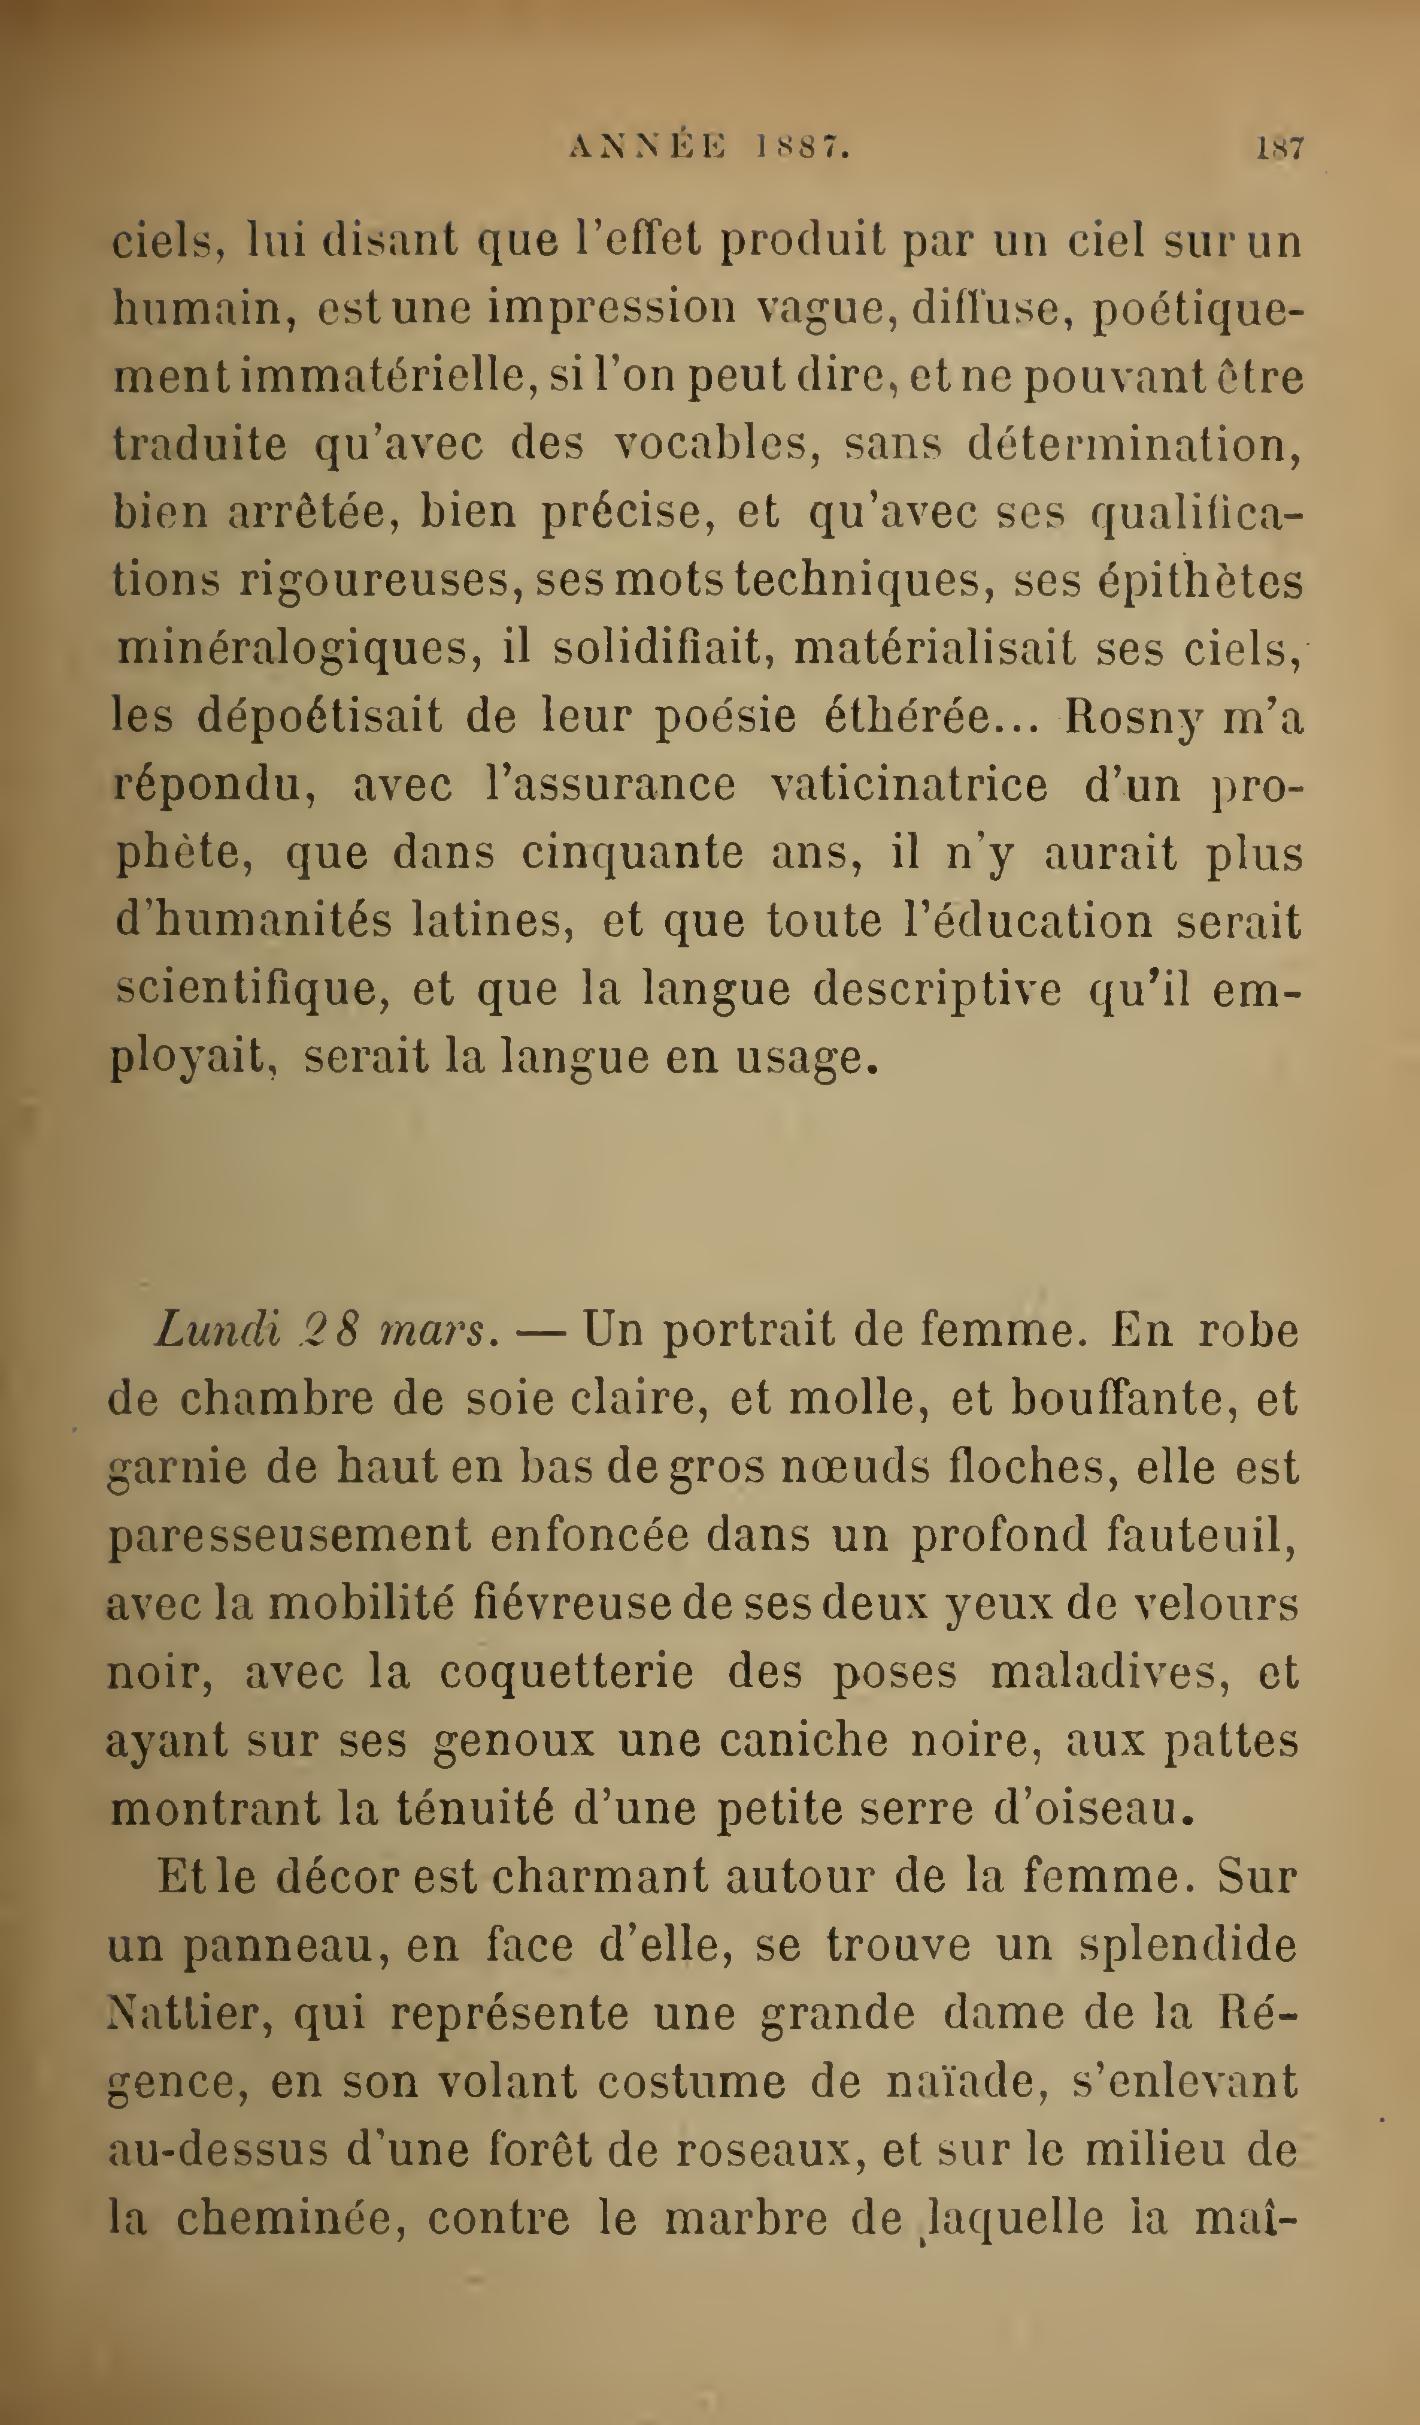 ANNÉE 1887. 187
ciels, lui disant que l'effet produit par un ciel sur un
humain, est une impression vague, diffuse, poétique-
ment immatérielle, si l'on peut dire, et ne pouvant être
traduite qu'avec des vocables, sans détermination,
bien arrêtée, bien précise, et qu'avec ses qualifica-
tions rigoureuses, ses mots techniques, ses épithètes
minéralogiques, il solidifiait, matérialisait ses ciels,
les dépoétisait de leur poésie éthérée... Rosny m'a
répondu, avec l'assurance vaticinatrice d'un pro-
phète, que dans cinquante ans, il n'y aurait plus
d'humanités latines, et que toute l'éducation serait
scientifique, et que la langue descriptive qu'il em-
ployait, serait la langue en usage.
Lundi 28 mars. — Un portrait de femme. En robe
de chambre de soie claire, et molle, et bouffante, et
garnie de haut en bas de gros nœuds floches, elle est
paresseusement enfoncée dans un profond fauteuil,
avec la mobilité fiévreuse de ses deux yeux de velours
noir, avec la coquetterie des poses maladives, et
ayant sur ses genoux une caniche noire, aux pattes
montrant la ténuité d'une petite serre d'oiseau.
Et le décor est charmant autour de la femme. Sur
un panneau, en face d'elle, se trouve un splendide
Nattier, qui représente une grande dame de la Ré-
gence, en son volant costume de naïade, s'enlevant
au-dessus d'une forêt de roseaux, et sur le milieu de
la cheminée, contre le marbre de laquelle la maî-